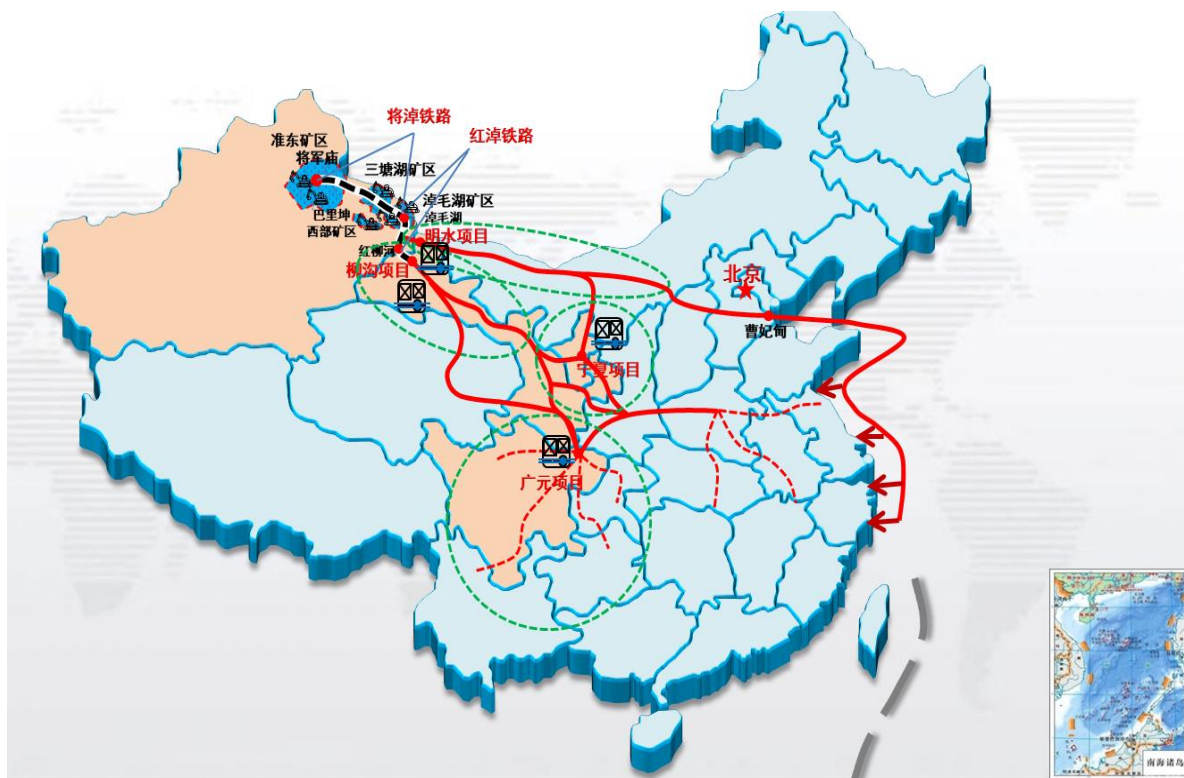 将淖铁路
红淖铁路
准东矿区
将军庙
三塘湖矿区
淖毛湖矿区
淖毛湖
巴里坤
西部矿区
明水项目
红柳河
柳沟项目
北京
曹妃甸
宁夏项目
广元项目
南海诸岛